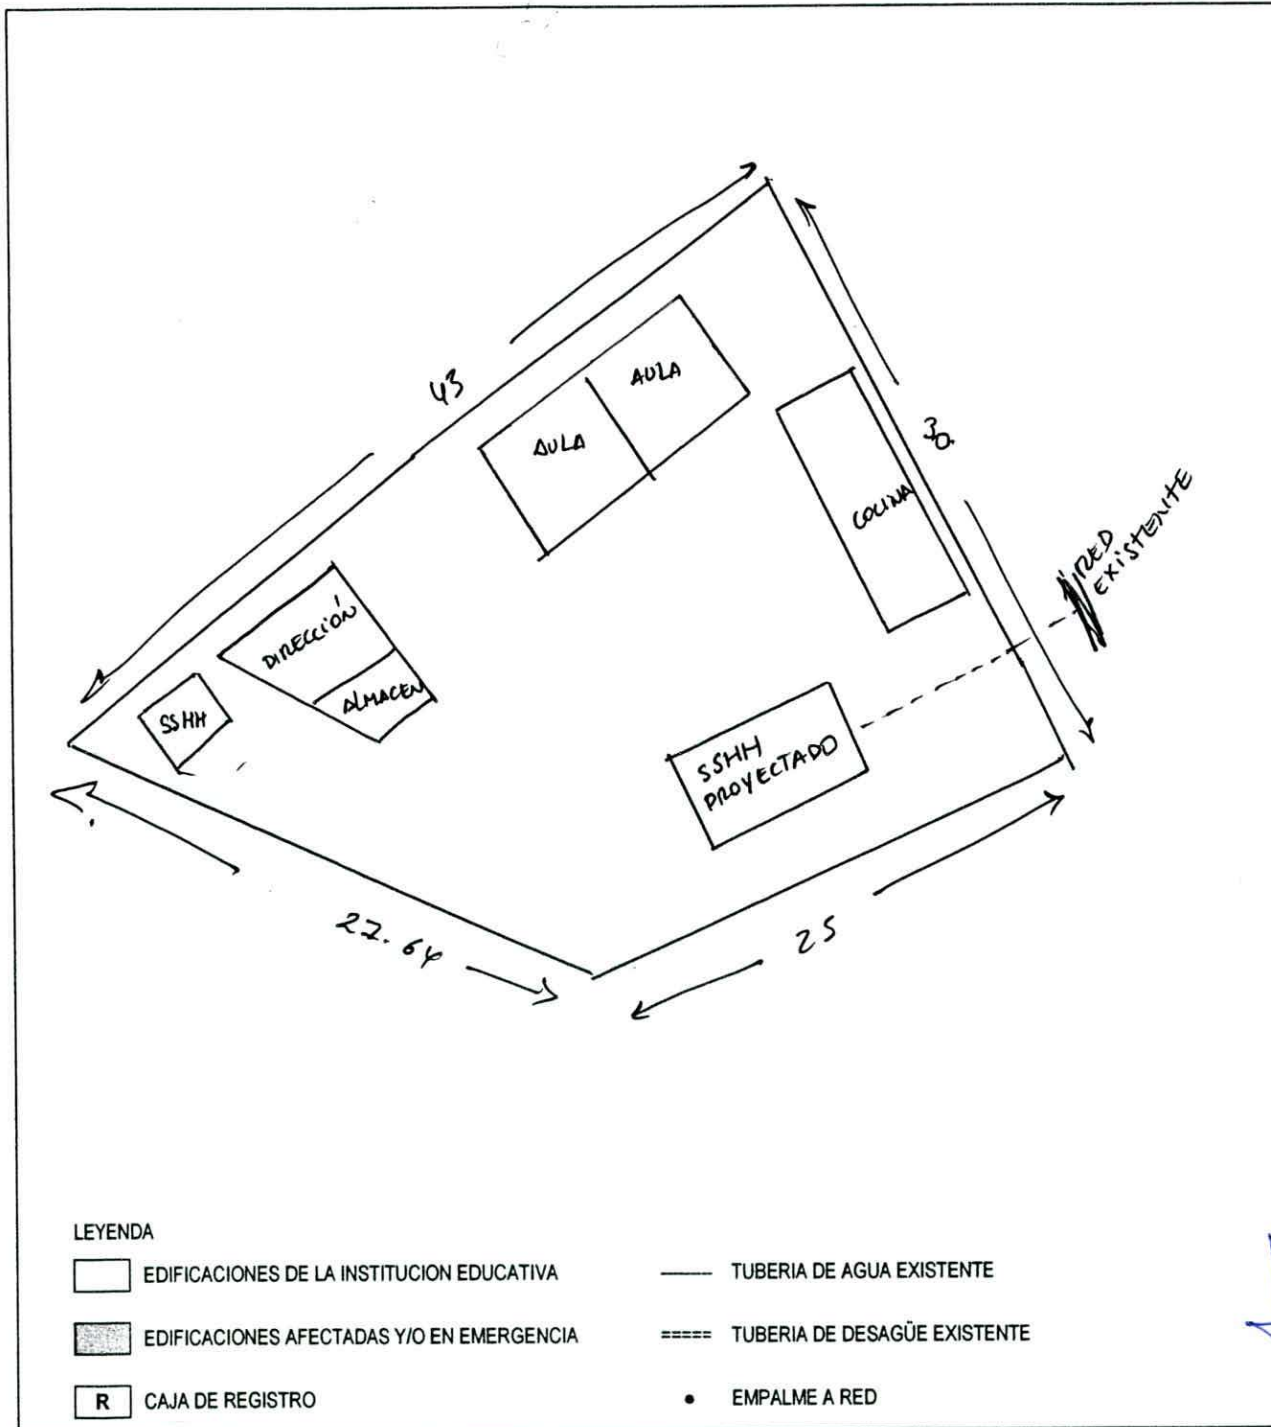 43
AULA
AULA
30
COCINA
RED
EXISTENTE
DIRECCIÓN
ALMACEN
SSHH
SSHH
PROYECTADO
27.64
25
LEYENDA
EDIFICACIONES DE LA INSTITUCION EDUCATIVA
TUBERIA DE AGUA EXISTENTE
EDIFICACIONES AFECTADAS Y/O EN EMERGENCIA
TUBERIA DE DESAGÜE EXISTENTE
R CAJA DE REGISTRO
EMPALME A RED